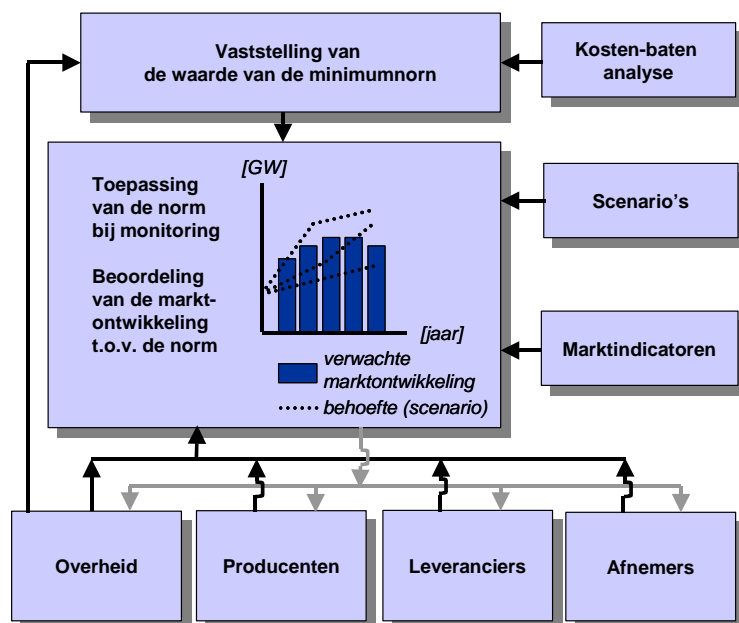 Vaststelling van
de waarde van de minimumnorn
Kosten-baten
analyse
Toepassing
van de norm
bij monitoring
Beoordeling
van de markt-
ontwikkeling
t.o.v. de norm
[GW]
[jaar]
verwachte
marktontwikkeling
behoefte (scenario)
Scenario's
Marktindicatoren
Overheid
Producenten
Leveranciers
Afnemers